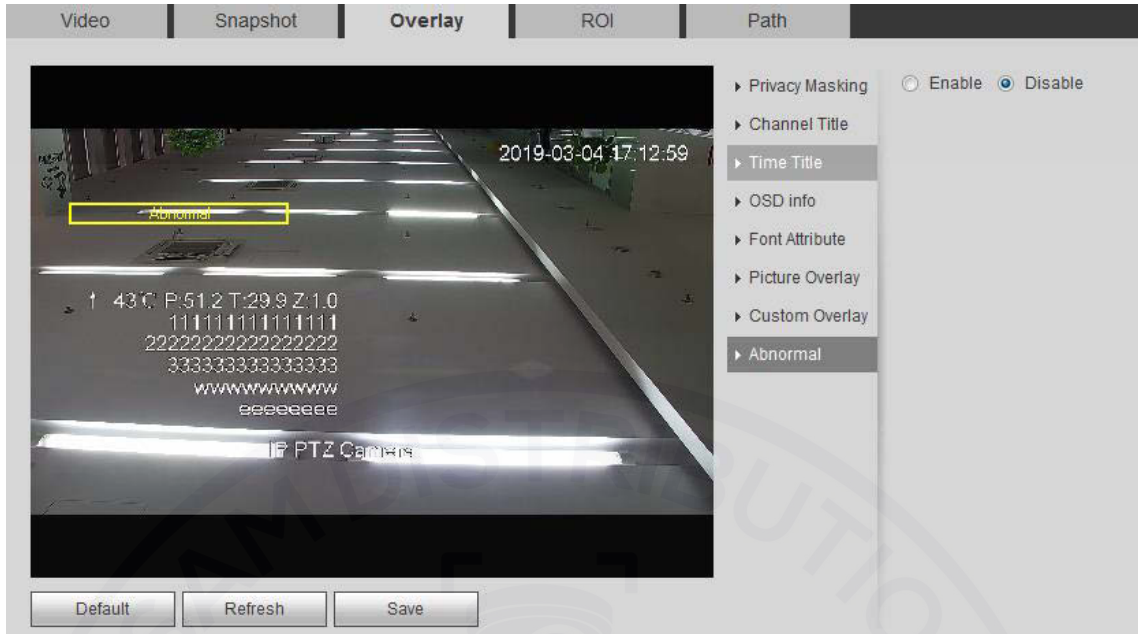 Video Snapshot Overlay ROI Path
Privacy Masking
Enable Disable
Channel Title
2019-03-04 17:12:59
Time Title
OSD info
Abnormal
Font Attribute
Picture Overlay
↑ 43℃ P:51.2 T:29.9 Z:1.0
Custom Overlay
111111111111111
2222222222222222
Abnormal
333333333333333
wwwwwwwwww
eeeeeeee
IP PTZ Camera
Default Refresh Save